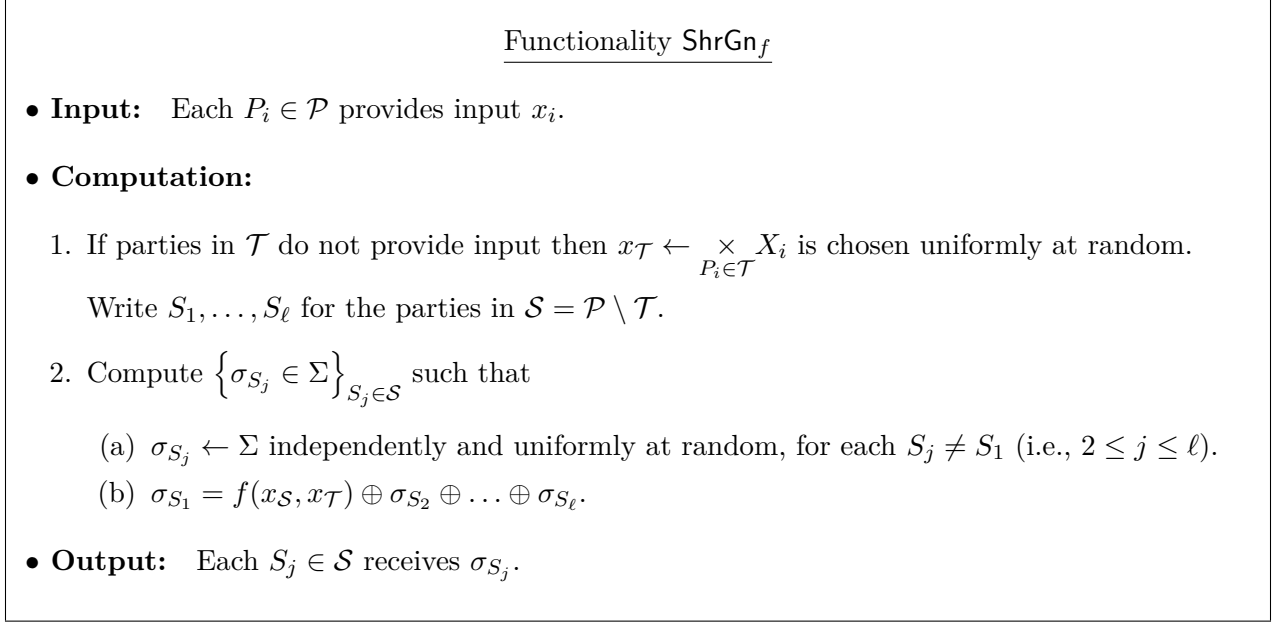 Functionality ShrGn_f
• Input: Each P_i ∈ 𝒫 provides input x_i.
• Computation:
1. If parties in 𝒯 do not provide input then x_𝒯 ← ×_{P_i∈𝒯} X_i is chosen uniformly at random.
Write S_1, . . . , S_ℓ for the parties in 𝒮 = 𝒫 \ 𝒯.
2. Compute {σ_{S_j} ∈ Σ}_{S_j∈𝒮} such that
(a) σ_{S_j} ← Σ independently and uniformly at random, for each S_j ≠ S_1 (i.e., 2 ≤ j ≤ ℓ).
(b) σ_{S_1} = f(x_𝒮, x_𝒯) ⊕ σ_{S_2} ⊕ . . . ⊕ σ_{S_ℓ}.
• Output: Each S_j ∈ 𝒮 receives σ_{S_j}.